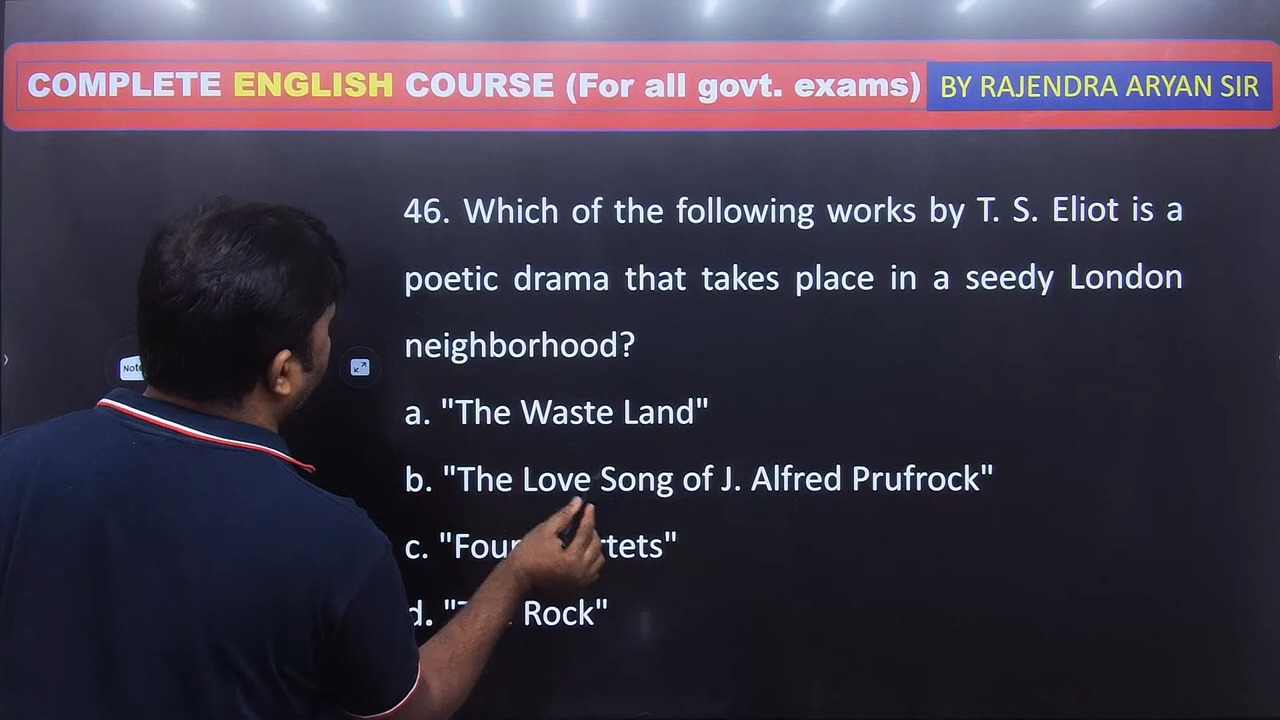 COMPLETE ENGLISH COURSE (For all govt. exams) BY RAJENDRA ARYAN SIR
46. Which of the following works by T. S. Eliot is a
poetic drama that takes place in a seedy London
neighborhood?
a. "The Waste Land"
b. "The Love Song of J. Alfred Prufrock"
c. "Four
d. " Rock"